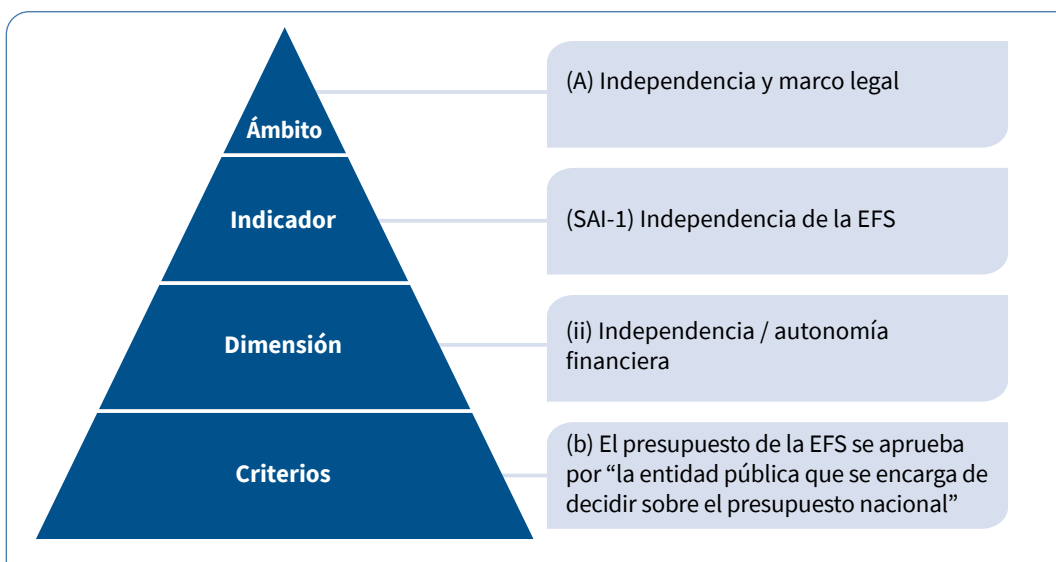 Ámbito
(A) Independencia y marco legal
Indicador
(SAI-1) Independencia de la EFS
Dimensión
(ii) Independencia / autonomía
financiera
Criterios
(b) El presupuesto de la EFS se aprueba
por “la entidad pública que se encarga de
decidir sobre el presupuesto nacional”